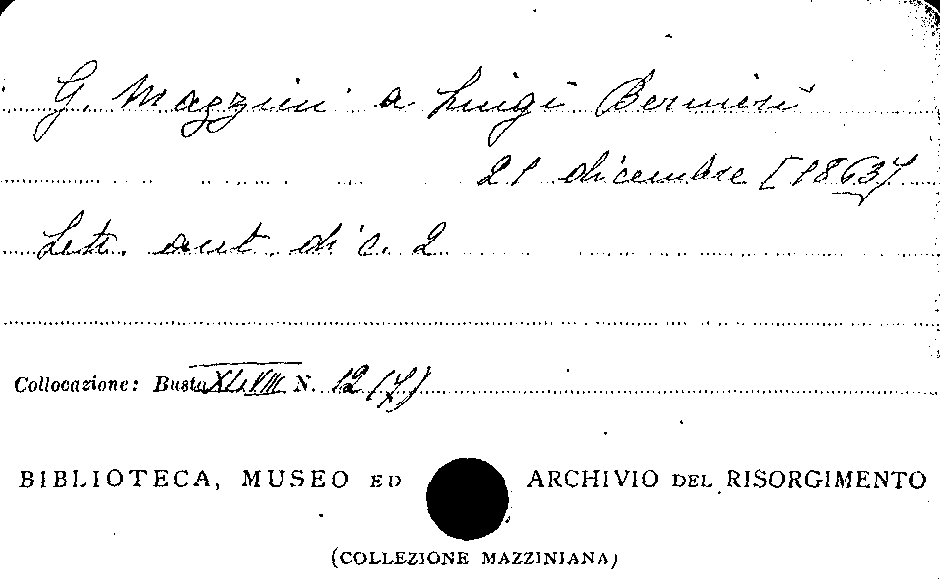 G. Mazzini a Luigi Bernieri
21 dicembre [1863]
Lett. aut. di c. 2
Collocazione: Busta XLVIII N. 12 (7)
BIBLIOTECA, MUSEO ED ARCHIVIO DEL RISORGIMENTO
(COLLEZIONE MAZZINIANA)